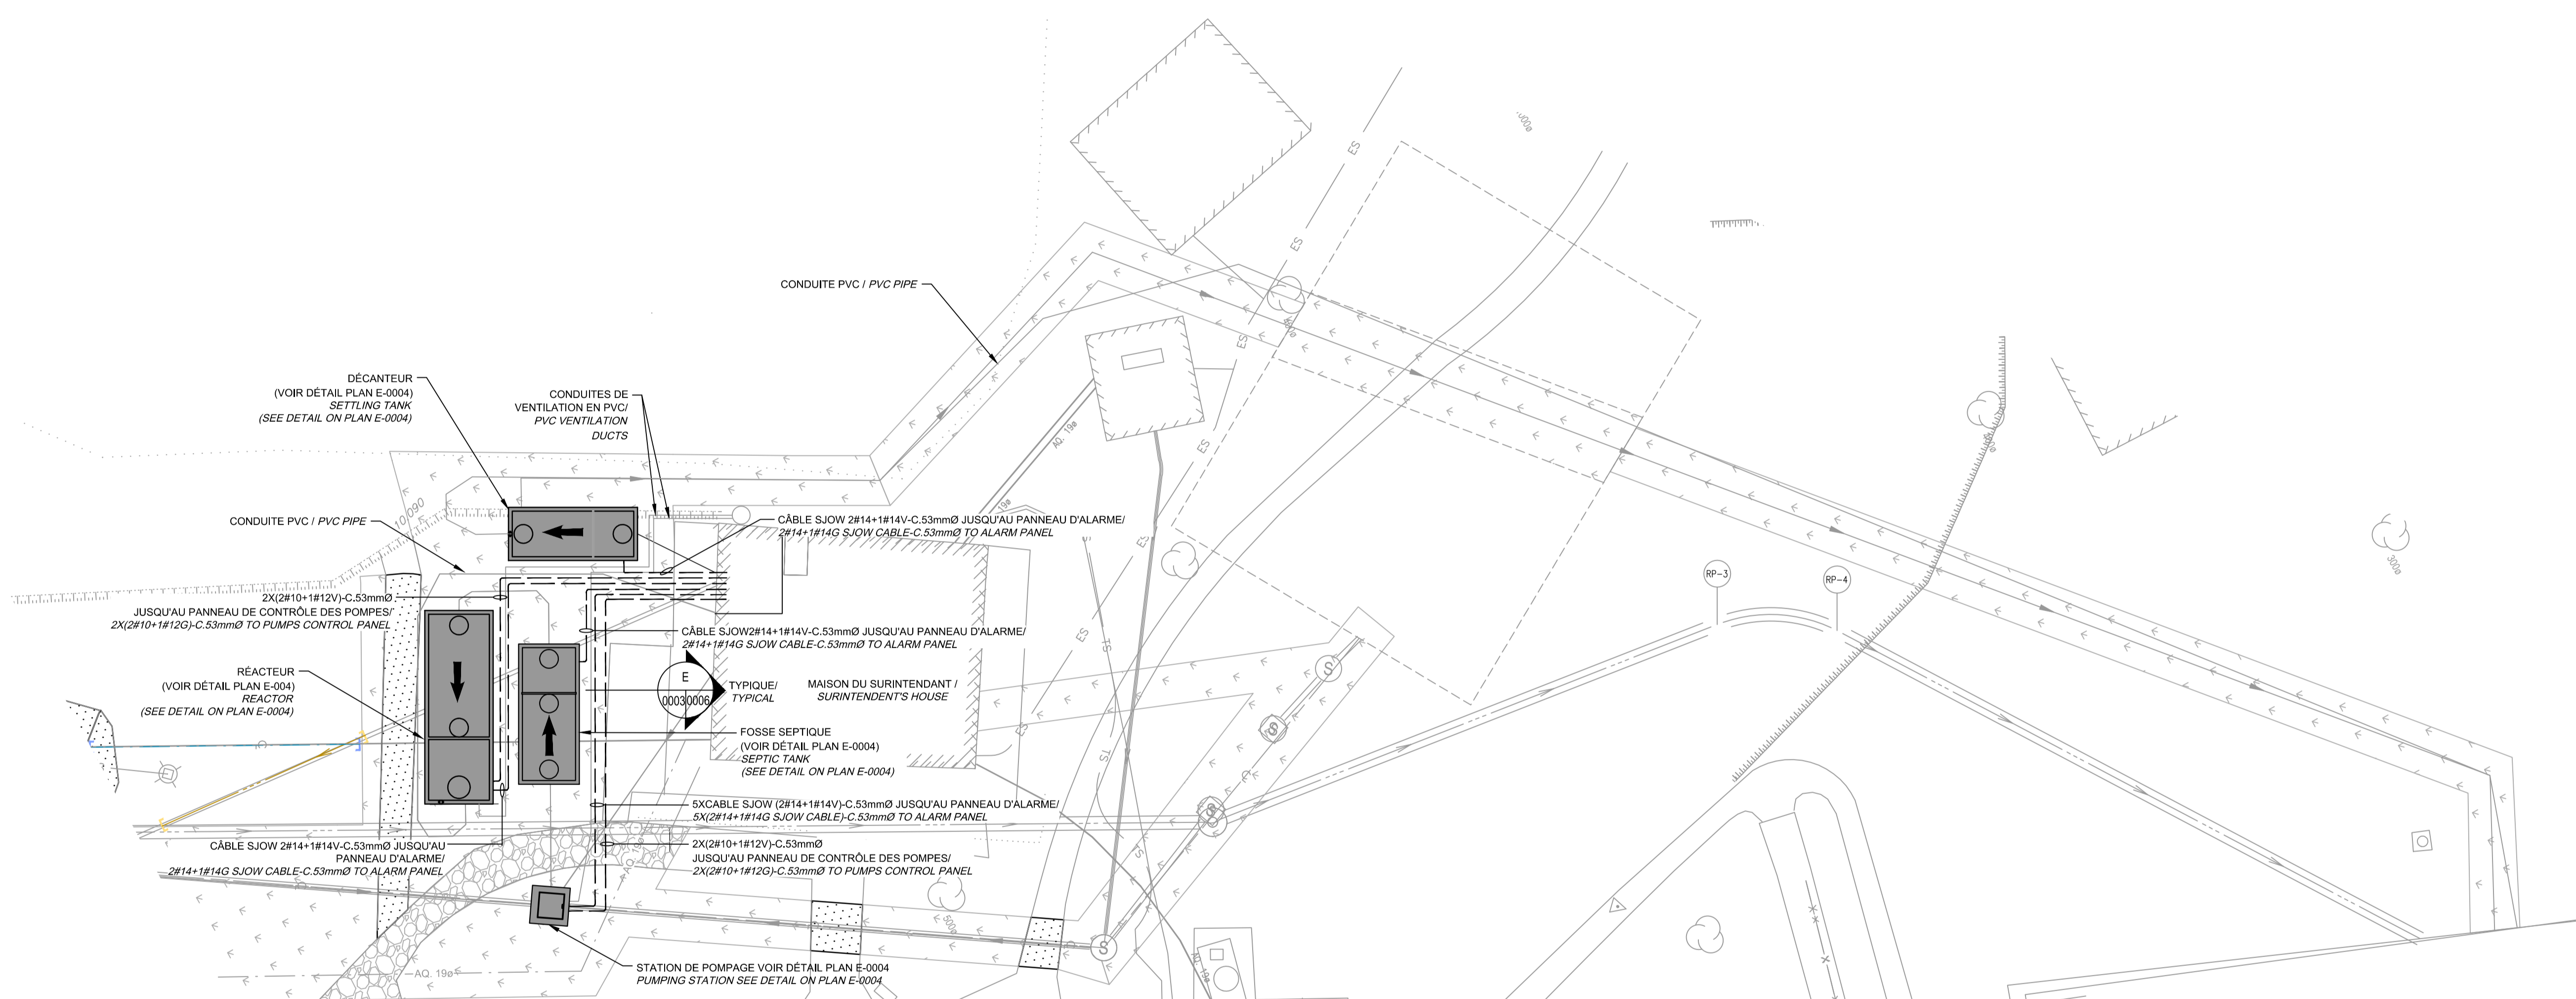 -000ø
ES
ES
CONDUITE PVC / PVC PIPE
ES
DÉCANTEUR
(VOIR DÉTAIL PLAN E-0004)
SETTLING TANK
(SEE DETAIL ON PLAN E-0004)
CONDUITES DE
VENTILATION EN PVC/
PVC VENTILATION
DUCTS
AQ. 19ø
ES
10,090
CONDUITE PVC / PVC PIPE
CÂBLE SJOW 2#14+1#14V-C.53mmØ JUSQU'AU PANNEAU D'ALARME/
2#14+1#14G SJOW CABLE-C.53mmØ TO ALARM PANEL
RP-3
RP-4
300ø
2X(2#10+1#12V)-C.53mmØ
JUSQU'AU PANNEAU DE CONTRÔLE DES POMPES/
2X(2#10+1#12G)-C.53mmØ TO PUMPS CONTROL PANEL
CÂBLE SJOW2#14+1#14V-C.53mmØ JUSQU'AU PANNEAU D'ALARME/
2#14+1#14G SJOW CABLE-C.53mmØ TO ALARM PANEL
ES
TS
S
RÉACTEUR
(VOIR DÉTAIL PLAN E-004)
REACTOR
(SEE DETAIL ON PLAN E-0004)
E
0003 0006
TYPIQUE/
TYPICAL
MAISON DU SURINTENDANT /
SURINTENDENT'S HOUSE
ES
S
TS
FOSSE SEPTIQUE
(VOIR DÉTAIL PLAN E-0004)
SEPTIC TANK
(SEE DETAIL ON PLAN E-0004)
5XCABLE SJOW (2#14+1#14V)-C.53mmØ JUSQU'AU PANNEAU D'ALARME/
5X(2#14+1#14G SJOW CABLE)-C.53mmØ TO ALARM PANEL
S
CÂBLE SJOW 2#14+1#14V-C.53mmØ JUSQU'AU
PANNEAU D'ALARME/
2#14+1#14G SJOW CABLE-C.53mmØ TO ALARM PANEL
2X(2#10+1#12V)-C.53mmØ
JUSQU'AU PANNEAU DE CONTRÔLE DES POMPES/
2X(2#10+1#12G)-C.53mmØ TO PUMPS CONTROL PANEL
500ø
S
AQ. 19ø
STATION DE POMPAGE VOIR DÉTAIL PLAN E-0004
PUMPING STATION SEE DETAIL ON PLAN E-0004